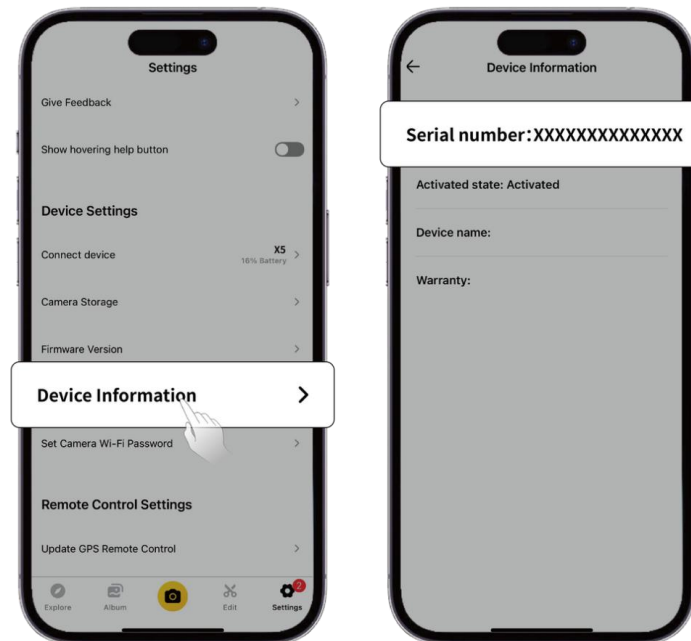 Settings
Give Feedback
Show hovering help button
Device Settings
Connect device
X5
16% Battery
Camera Storage
Firmware Version
Device Information
Set Camera Wi-Fi Password
Remote Control Settings
Update GPS Remote Control
Explore
Album
Edit
Settings
2
Device Information
Serial number:XXXXXXXXXXXXXX
Activated state: Activated
Device name:
Warranty: